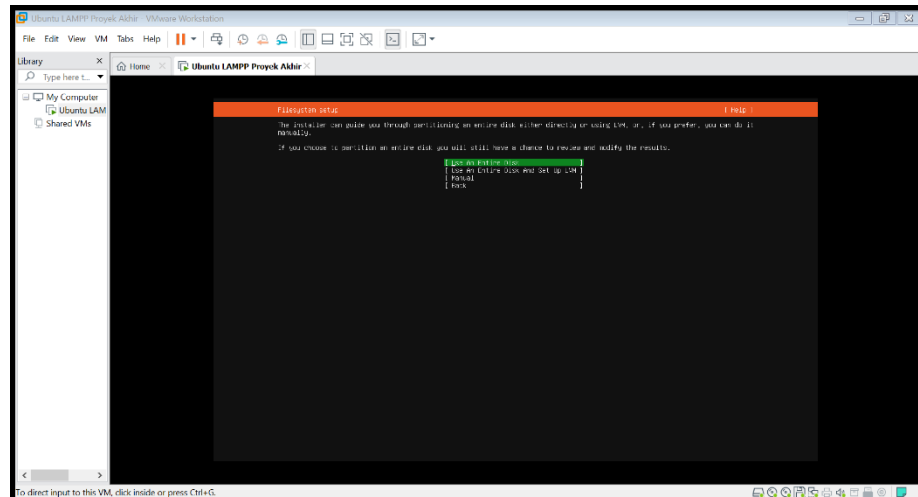 Ubuntu LAMPP Proyek Akhir - VMware Workstation
File Edit View VM Tabs Help
Library
Home
Ubuntu LAMPP Proyek Akhir
Type here t...
My Computer
Ubuntu LAM
Shared VMs
Filesystem setup [ Help ]
The installer can guide you through partitioning an entire disk either directly or using LVM, or, if you prefer, you can do it
manually.
If you choose to partition an entire disk you will still have a chance to review and modify the results.
[ Use An Entire Disk ]
[ Use An Entire Disk And Set Up LVM ]
[ Manual ]
[ Back ]
To direct input to this VM, click inside or press Ctrl+G.